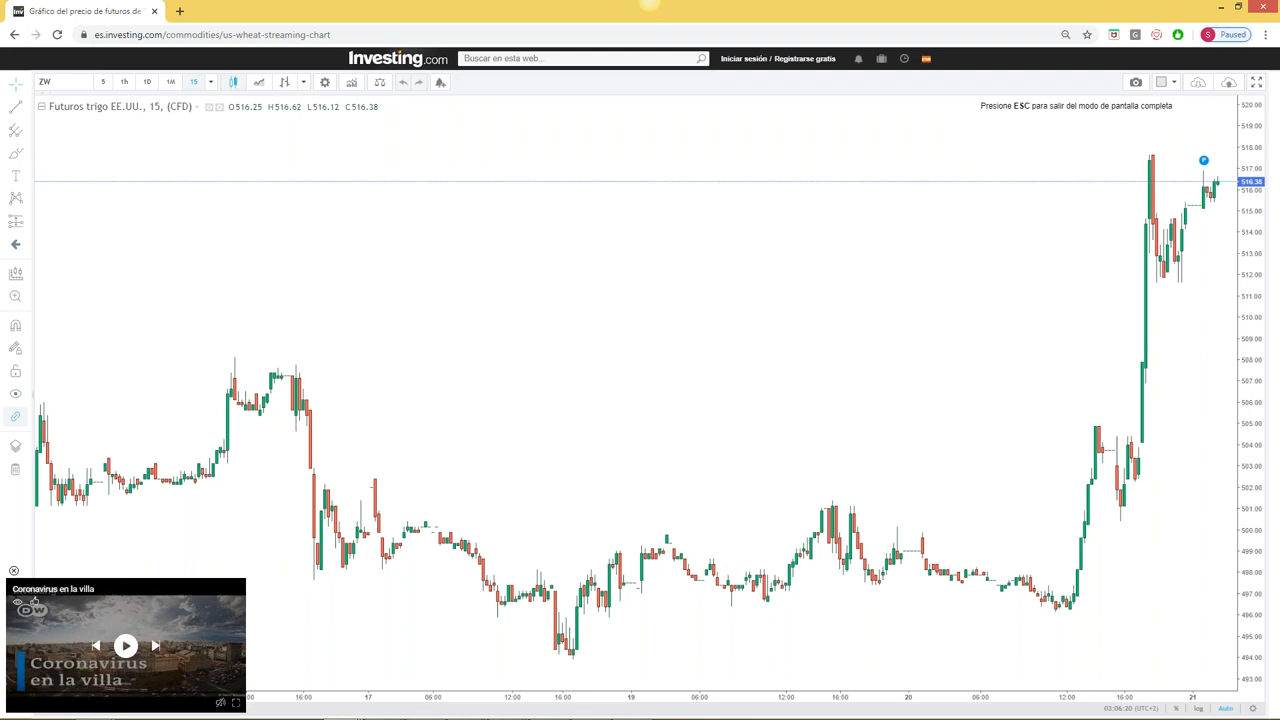 Inv Gráfico del precio de futuros de
es.investing.com/commodities/us-wheat-streaming-chart
S Paused
Investing.com
Buscar en esta web...
Iniciar sesión / Registrarse gratis
ZW 5 1h 1D 1M 15
Futuros trigo EE.UU., 15, (CFD) O516.25 H516.62 L516.12 C516.38
Presione ESC para salir del modo de pantalla completa
520.00
519.00
518.00
517.00
516.38
516.00
515.00
514.00
513.00
512.00
511.00
510.00
509.00
508.00
507.00
506.00
505.00
504.00
503.00
502.00
501.00
500.00
499.00
498.00
497.00
496.00
495.00
494.00
493.00
P
Coronavirus en la villa
DW
Coronavirus
en la villa
16:00 17 06:00 12:00 16:00 19 06:00 12:00 16:00 20 06:00 12:00 16:00 21
03:06:20 (UTC+2) % log Auto